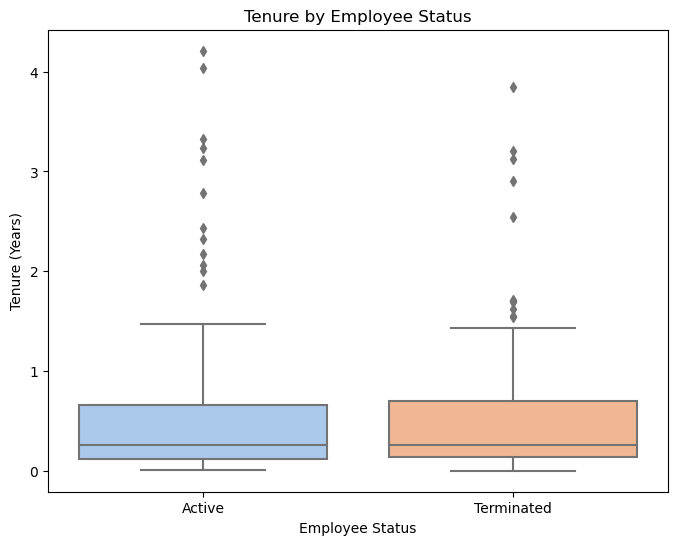 Tenure by Employee Status
Tenure (Years)
4
3
2
1
0
Active
Terminated
Employee Status